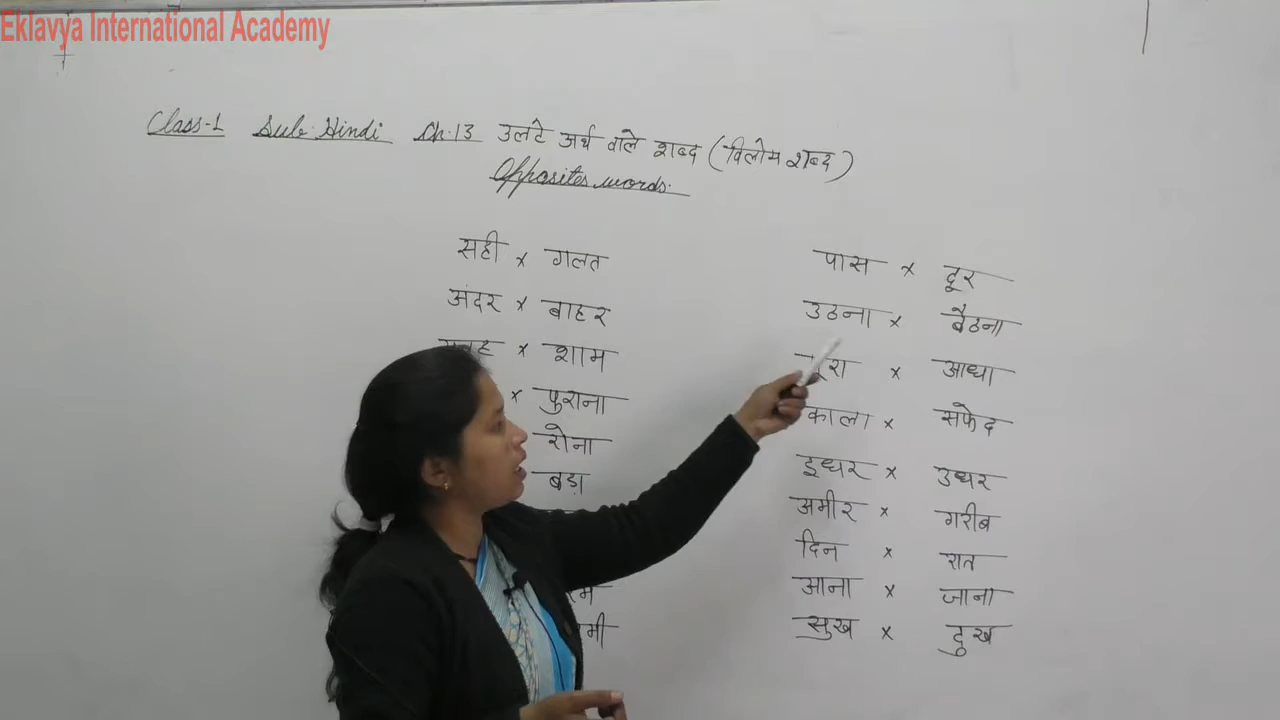 Eklavya International Academy
Class-1 Sub: Hindi Ch.13 उलटे अर्थ वाले शब्द (विलोम शब्द)
Opposites words.
सही × गलत
अंदर × बाहर
× शाम
× पुराना
रोना
बड़ा
पास × दूर
उठना × बैठना
× आधा
काला × सफेद
इधर × उधर
अमीर × गरीब
दिन × रात
आना × जाना
सुख × दुख